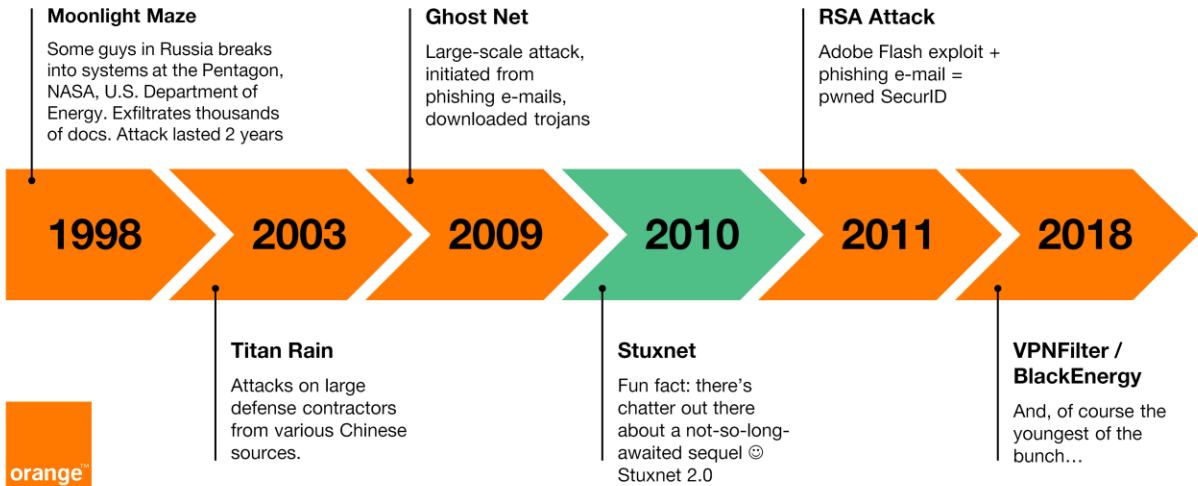 Moonlight Maze
Some guys in Russia breaks
into systems at the Pentagon,
NASA, U.S. Department of
Energy. Exfiltrates thousands
of docs. Attack lasted 2 years
Ghost Net
Large-scale attack,
initiated from
phishing e-mails,
downloaded trojans
RSA Attack
Adobe Flash exploit +
phishing e-mail =
pwned SecurID
1998
2003
2009
2010
2011
2018
Titan Rain
Attacks on large
defense contractors
from various Chinese
sources.
Stuxnet
Fun fact: there’s
chatter out there
about a not-so-long-
awaited sequel ☺
Stuxnet 2.0
VPNFilter /
BlackEnergy
And, of course the
youngest of the
bunch…
orange™